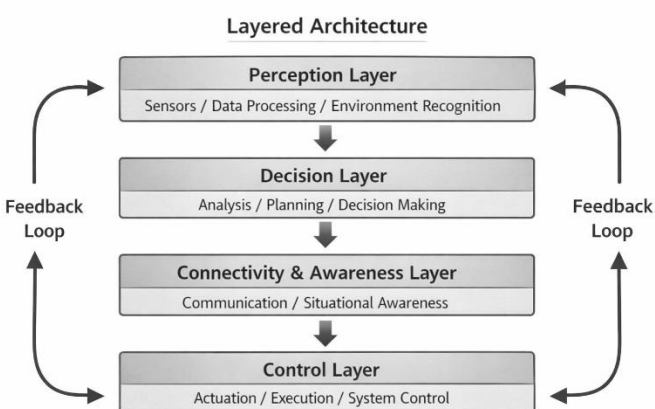 Layered Architecture
Perception Layer
Sensors / Data Processing / Environment Recognition
Decision Layer
Analysis / Planning / Decision Making
Feedback
Loop
Feedback
Loop
Connectivity & Awareness Layer
Communication / Situational Awareness
Control Layer
Actuation / Execution / System Control